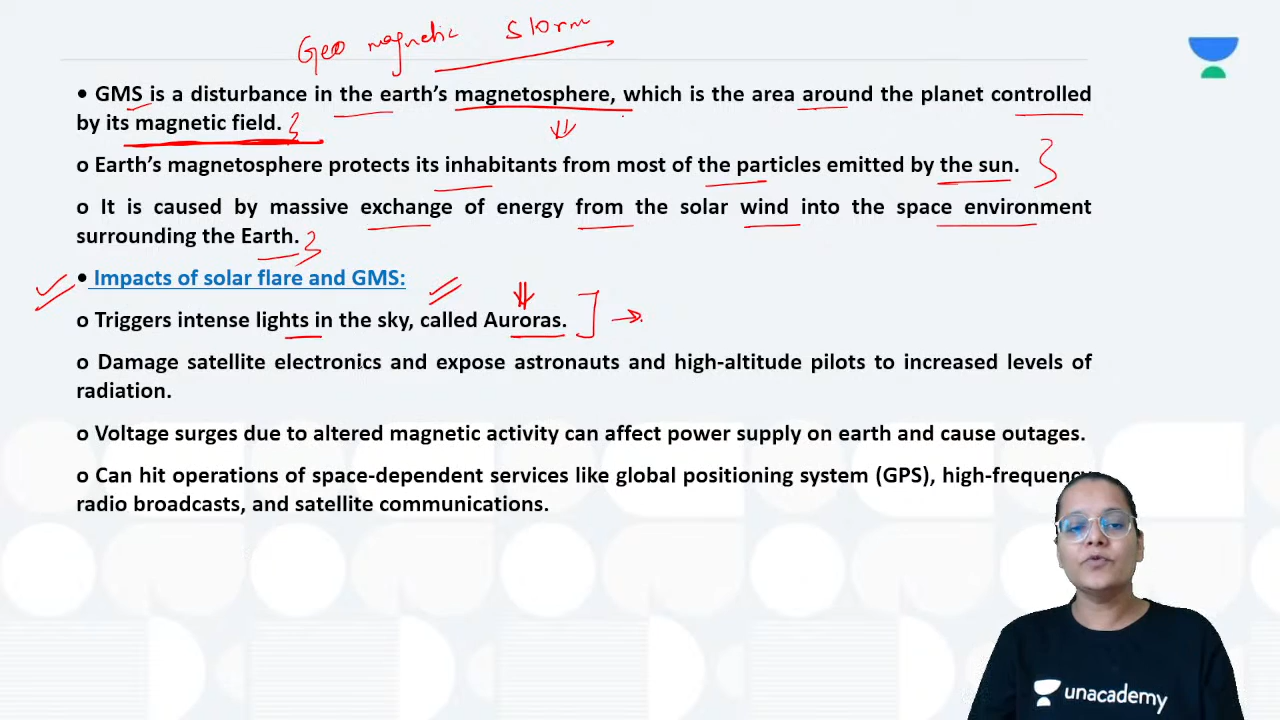 Geo magnetic Storm
• GMS is a disturbance in the earth's magnetosphere, which is the area around the planet controlled
by its magnetic field.
o Earth's magnetosphere protects its inhabitants from most of the particles emitted by the sun.
o It is caused by massive exchange of energy from the solar wind into the space environment
surrounding the Earth.
• Impacts of solar flare and GMS:
o Triggers intense lights in the sky, called Auroras.
o Damage satellite electronics and expose astronauts and high-altitude pilots to increased levels of
radiation.
o Voltage surges due to altered magnetic activity can affect power supply on earth and cause outages.
o Can hit operations of space-dependent services like global positioning system (GPS), high-frequency
radio broadcasts, and satellite communications.
unacademy